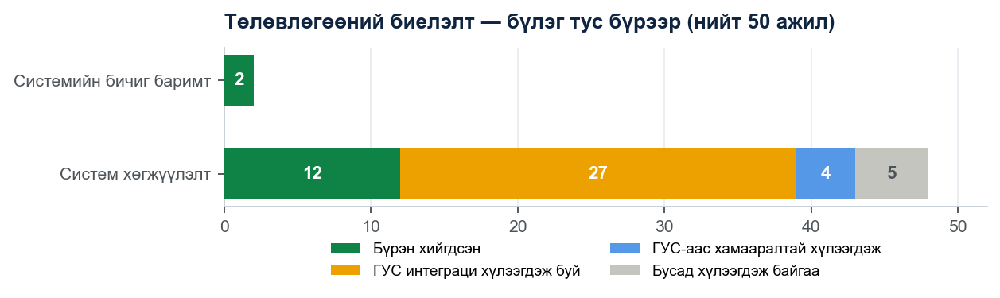 Төлөвлөгөөний биелэлт — бүлэг тус бүрээр (нийт 50 ажил)
Системийн бичиг баримт
2
Систем хөгжүүлэлт
12 27 4 5
0 10 20 30 40 50
Бүрэн хийгдсэн
ГУС интеграци хүлээгдэж буй
ГУС-аас хамааралтай хүлээгдэж
Бусад хүлээгдэж байгаа